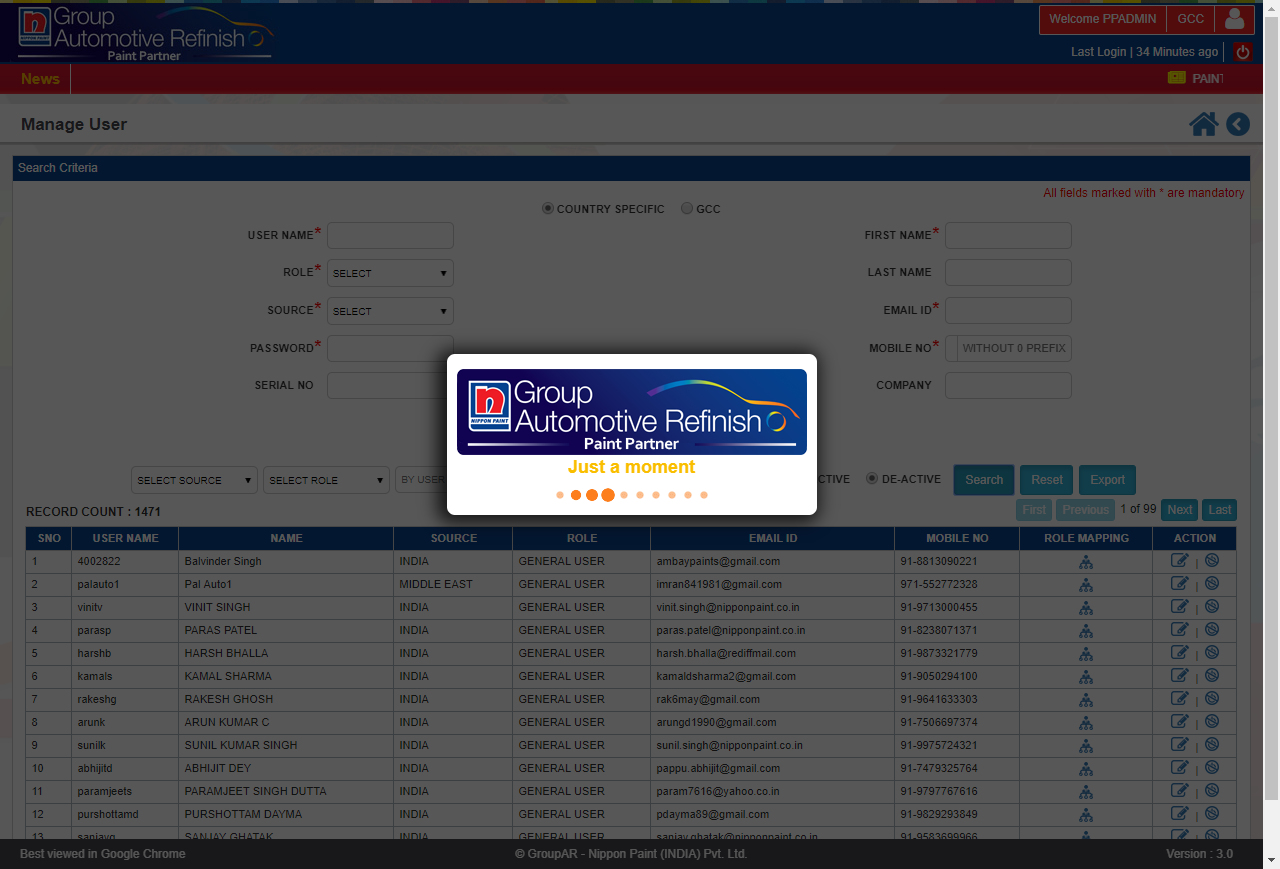 Group
Automotive Refinish
Paint Partner
NIPPON PAINT
Welcome PPADMIN GCC
Last Login | 34 Minutes ago
News
PAINT
Manage User
Search Criteria
All fields marked with * are mandatory
COUNTRY SPECIFIC GCC
USER NAME* FIRST NAME*
ROLE* SELECT LAST NAME
SOURCE* SELECT EMAIL ID*
PASSWORD* MOBILE NO* WITHOUT 0 PREFIX
SERIAL NO COMPANY
NIPPON PAINT
Group
Automotive Refinish
Paint Partner
Just a moment
SELECT SOURCE SELECT ROLE BY USER CTIVE DE-ACTIVE Search Reset Export
RECORD COUNT : 1471 First Previous 1 of 99 Next Last
SNO USER NAME NAME SOURCE ROLE EMAIL ID MOBILE NO ROLE MAPPING ACTION
1 4002822 Balvinder Singh INDIA GENERAL USER ambaypaints@gmail.com 91-8813090221 |
2 palauto1 Pal Auto1 MIDDLE EAST GENERAL USER imran841981@gmail.com 971-552772328 |
3 vinitv VINIT SINGH INDIA GENERAL USER vinit.singh@nipponpaint.co.in 91-9713000455 |
4 parasp PARAS PATEL INDIA GENERAL USER paras.patel@nipponpaint.co.in 91-8238071371 |
5 harshb HARSH BHALLA INDIA GENERAL USER harsh.bhalla@rediffmail.com 91-9873321779 |
6 kamals KAMAL SHARMA INDIA GENERAL USER kamaldsharma2@gmail.com 91-9050294100 |
7 rakeshg RAKESH GHOSH INDIA GENERAL USER rak6may@gmail.com 91-9641633303 |
8 arunk ARUN KUMAR C INDIA GENERAL USER arungd1990@gmail.com 91-7506697374 |
9 sunilk SUNIL KUMAR SINGH INDIA GENERAL USER sunil.singh@nipponpaint.co.in 91-9975724321 |
10 abhijitd ABHIJIT DEY INDIA GENERAL USER pappu.abhijit@gmail.com 91-7479325764 |
11 paramjeets PARAMJEET SINGH DUTTA INDIA GENERAL USER param7616@yahoo.co.in 91-9797767616 |
12 purshottamd PURSHOTTAM DAYMA INDIA GENERAL USER pdayma89@gmail.com 91-9829293849 |
13 sanjayg SANJAY GHATAK INDIA GENERAL USER sanjay.ghatak@nipponpaint.co.in 91-9583699966
Best viewed in Google Chrome © GroupAR - Nippon Paint (INDIA) Pvt. Ltd. Version : 3.0